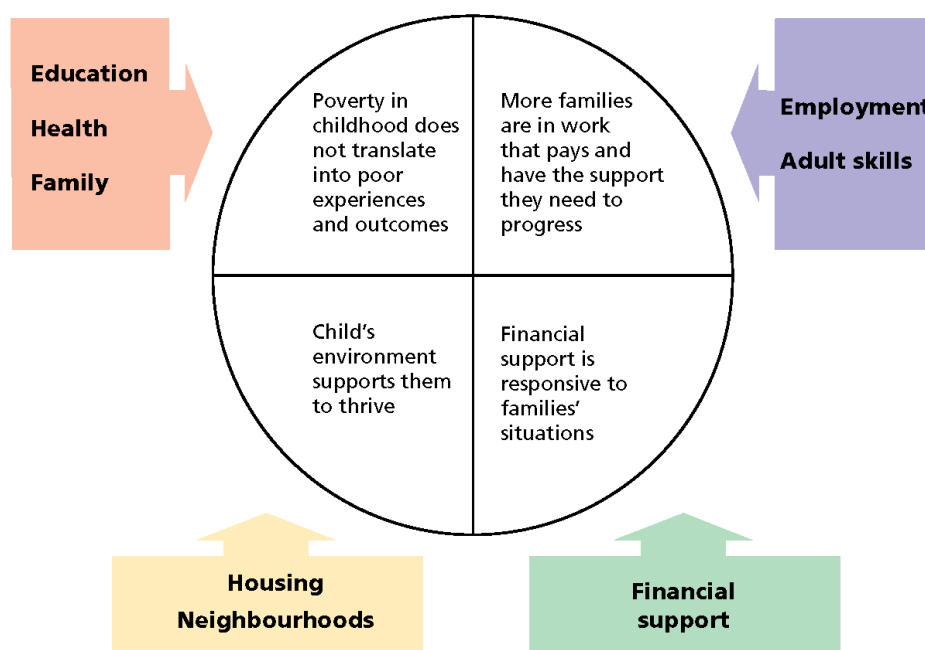 Education
Health
Family
Poverty in
childhood does
not translate
into poor
experiences
and outcomes
More families
are in work
that pays and
have the support
they need to
progress
Employment
Adult skills
Child’s
environment
supports them
to thrive
Financial
support is
responsive to
families’
situations
Housing
Neighbourhoods
Financial
support